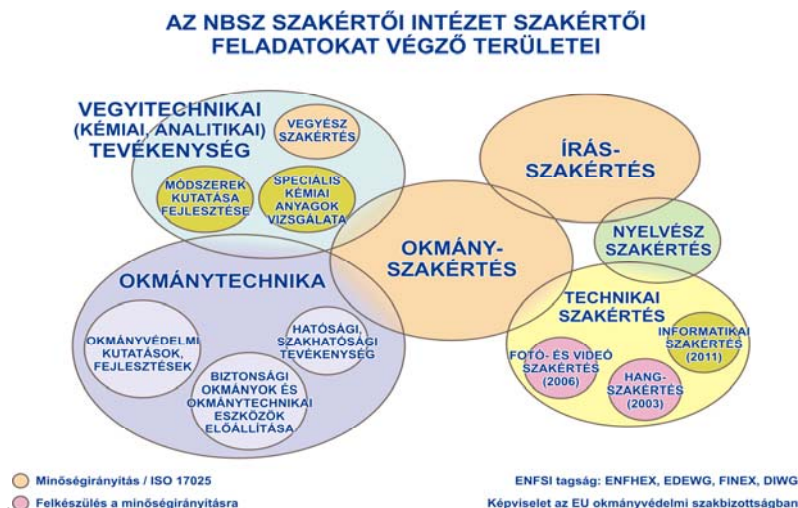 AZ NBSZ SZAKÉRTŐI INTÉZET SZAKÉRTŐI
FELADATOKAT VÉGZŐ TERÜLETEI
VEGYITECHNIKAI
(KÉMIAI, ANALITIKAI)
TEVÉKENYSÉG
VEGYÉSZ
SZAKÉRTÉS
MÓDSZEREK
KUTATÁSA
FEJLESZTÉSE
SPECIÁLIS
KÉMIAI
ANYAGOK
VIZSGÁLATA
ÍRÁS-
SZAKÉRTÉS
NYELVÉSZ
SZAKÉRTÉS
OKMÁNY-
SZAKÉRTÉS
OKMÁNYTECHNIKA
OKMÁNYVÉDELMI
KUTATÁSOK,
FEJLESZTÉSEK
HATÓSÁGI,
SZAKHATÓSÁGI
TEVÉKENYSÉG
BIZTONSÁGI
OKMÁNYOK ÉS
OKMÁNYTECHNIKAI
ESZKÖZÖK
ELŐÁLLÍTÁSA
TECHNIKAI
SZAKÉRTÉS
INFORMATIKAI
SZAKÉRTÉS
(2011)
FOTÓ- ÉS VIDEÓ
SZAKÉRTÉS
(2006)
HANG-
SZAKÉRTÉS
(2003)
Minőségirányítás / ISO 17025
Felkészülés a minőségirányításra
ENFSI tagság: ENFHEX, EDEWG, FINEX, DIWG
Képviselet az EU okmányvédelmi szakbizottságban